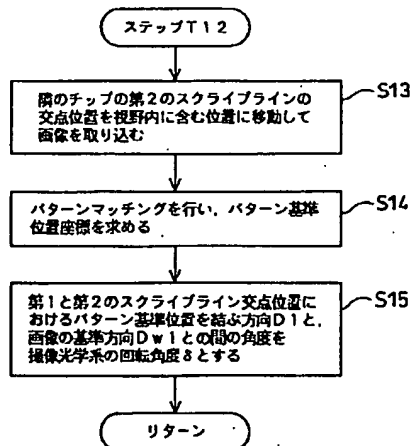 ステップT12
隣のチップの第2のスクライブラインの
交点位置を視野内に含む位置に移動して
画像を取り込む
S13
パターンマッチングを行い、パターン基準
位置座標を求める
S14
第1と第2のスクライブライン交点位置に
おけるパターン基準位置を結ぶ方向D1と、
画像の基準方向Dw1との間の角度を
撮像光学系の回転角度δとする
S15
リターン